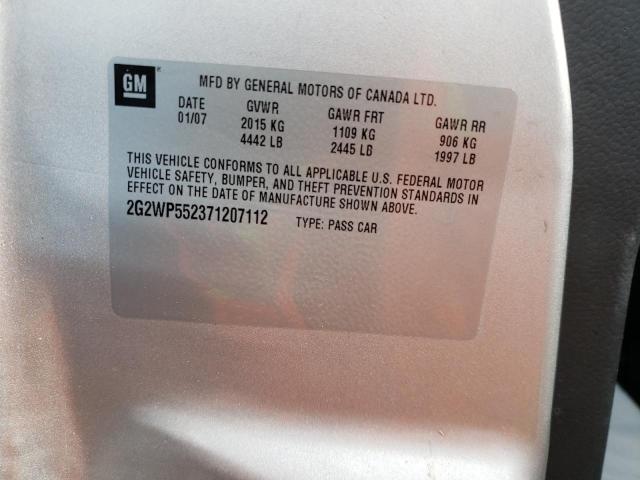 GM
MFD BY GENERAL MOTORS OF CANADA LTD.
DATE GVWR GAWR FRT GAWR RR
01/07 2015 KG 1109 KG 906 KG
4442 LB 2445 LB 1997 LB
THIS VEHICLE CONFORMS TO ALL APPLICABLE U.S. FEDERAL MOTOR
VEHICLE SAFETY, BUMPER, AND THEFT PREVENTION STANDARDS IN
EFFECT ON THE DATE OF MANUFACTURE SHOWN ABOVE.
2G2WP552371207112 TYPE: PASS CAR